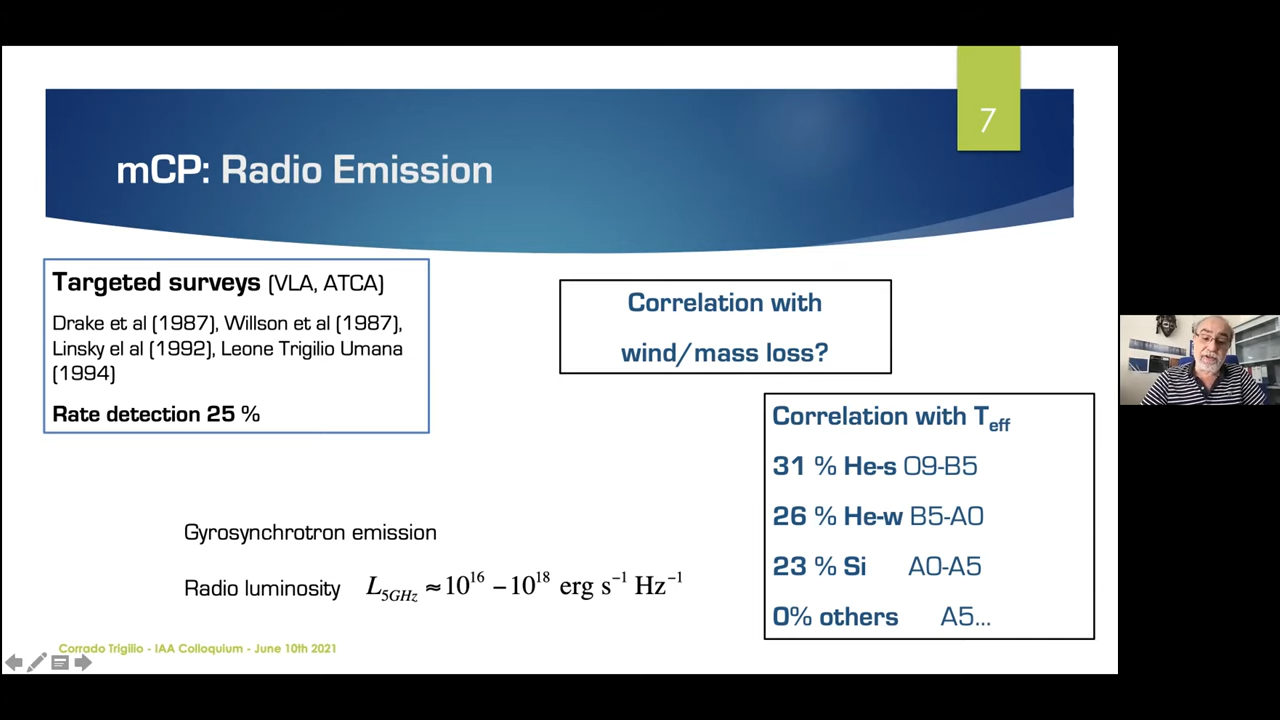 7
mCP: Radio Emission
Targeted surveys (VLA, ATCA)
Drake et al (1987), Willson et al (1987),
Linsky el al (1992), Leone Trigilio Umana
(1994)
Rate detection 25 %
Correlation with
wind/mass loss?
Correlation with Teff
31 % He-s O9-B5
26 % He-w B5-A0
23 % Si A0-A5
0% others A5...
Gyrosynchrotron emission
Radio luminosity L5GHz ≈ 10^16 – 10^18 erg s^−1 Hz^−1
Corrado Trigilio - IAA Colloquium - June 10th 2021